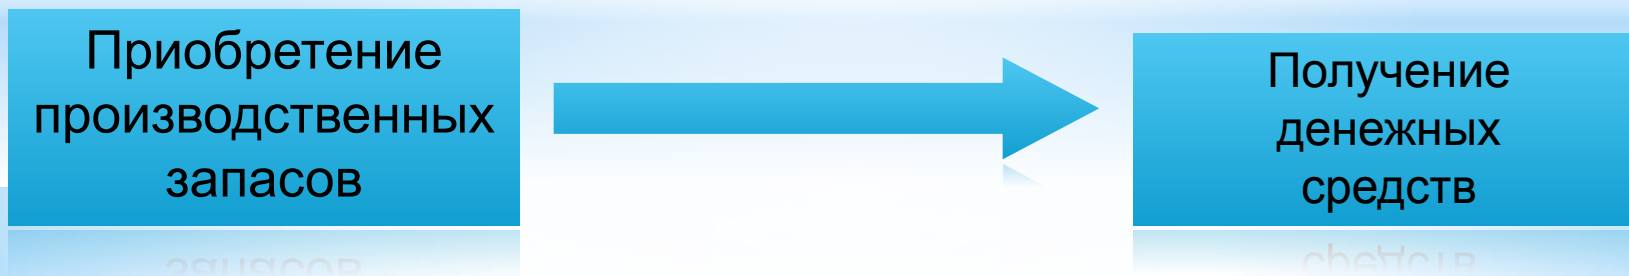 Приобретение
производственных
запасов
Получение
денежных
средств